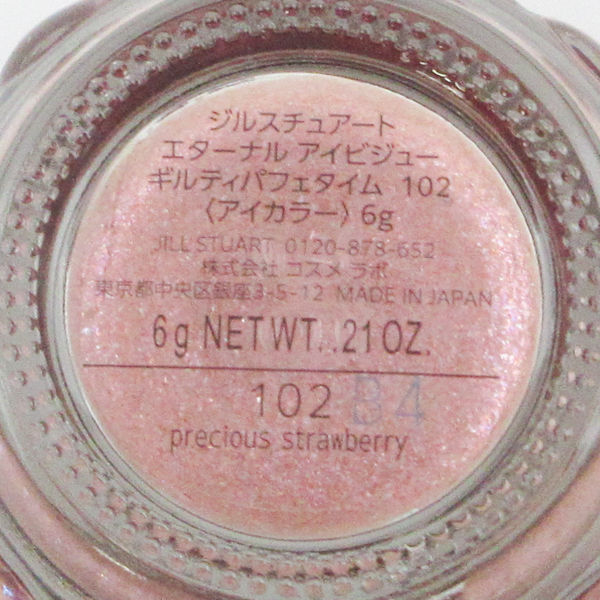 ジルスチュアート
エターナル アイビジュー
ギルティパフェタイム 102
〈アイカラー〉6g
JILL STUART 0120-878-652
株式会社 コスメ ラボ
東京都中央区銀座3-5-12 MADE IN JAPAN
6g NET WT. .21 OZ.
102 B4
precious strawberry